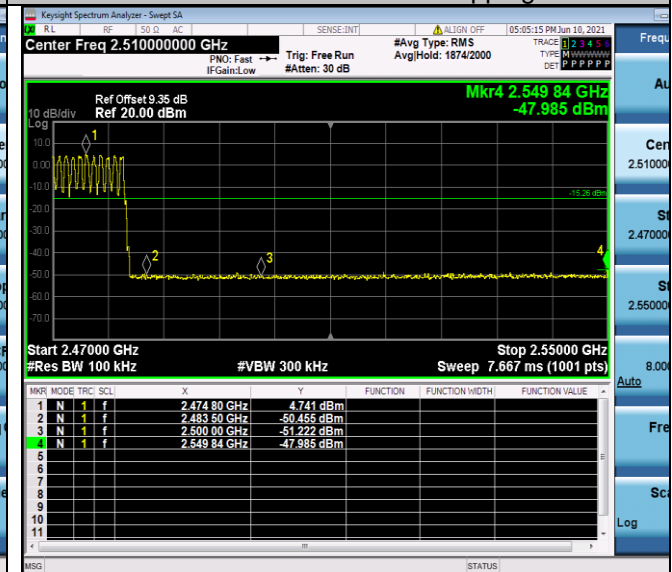 Keysight Spectrum Analyzer - Swept SA
RL RF 50 Ω AC SENSE:INT ALIGN OFF 05:05:15 PM Jun 10, 2021
Center Freq 2.510000000 GHz #Avg Type: RMS TRACE 1 2 3 4 5 6
PNO: Fast Trig: Free Run Avg|Hold: 1874/2000 TYPE M
IFGain:Low #Atten: 30 dB DET P P P P P P
Mkr4 2.549 84 GHz
Ref Offset 9.35 dB
10 dB/div Ref 20.00 dBm -47.985 dBm
Log
10.0
0.00
-10.0
-20.0
-30.0
-40.0
-50.0
-60.0
-70.0
1
2
3
4
-15.26 dBm
Start 2.47000 GHz Stop 2.55000 GHz
#Res BW 100 kHz #VBW 300 kHz Sweep 7.667 ms (1001 pts)
MKR MODE TRC SCL X Y FUNCTION FUNCTION WIDTH FUNCTION VALUE
1 N 1 f 2.474 80 GHz 4.741 dBm
2 N 1 f 2.483 50 GHz -50.455 dBm
3 N 1 f 2.500 00 GHz -51.222 dBm
4 N 1 f 2.549 84 GHz -47.985 dBm
5
6
7
8
9
10
11
MSG STATUS
Frequ
Au
Cen
2.51000
St
2.47000
St
2.55000
8.000
Auto
Fre
Sca
Log